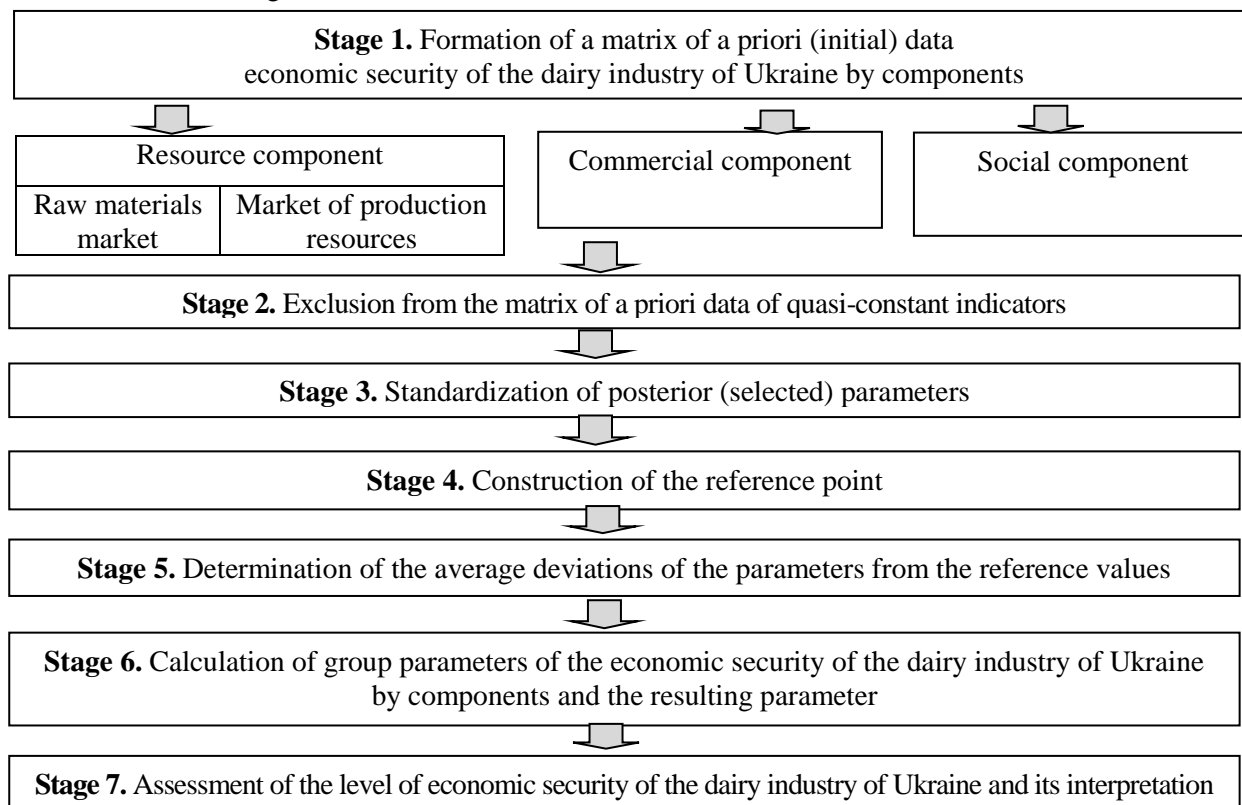 Stage 1. Formation of a matrix of a priori (initial) data
economic security of the dairy industry of Ukraine by components
Resource component
Raw materials
market
Market of production
resources
Commercial component
Social component
Stage 2. Exclusion from the matrix of a priori data of quasi-constant indicators
Stage 3. Standardization of posterior (selected) parameters
Stage 4. Construction of the reference point
Stage 5. Determination of the average deviations of the parameters from the reference values
Stage 6. Calculation of group parameters of the economic security of the dairy industry of Ukraine
by components and the resulting parameter
Stage 7. Assessment of the level of economic security of the dairy industry of Ukraine and its interpretation